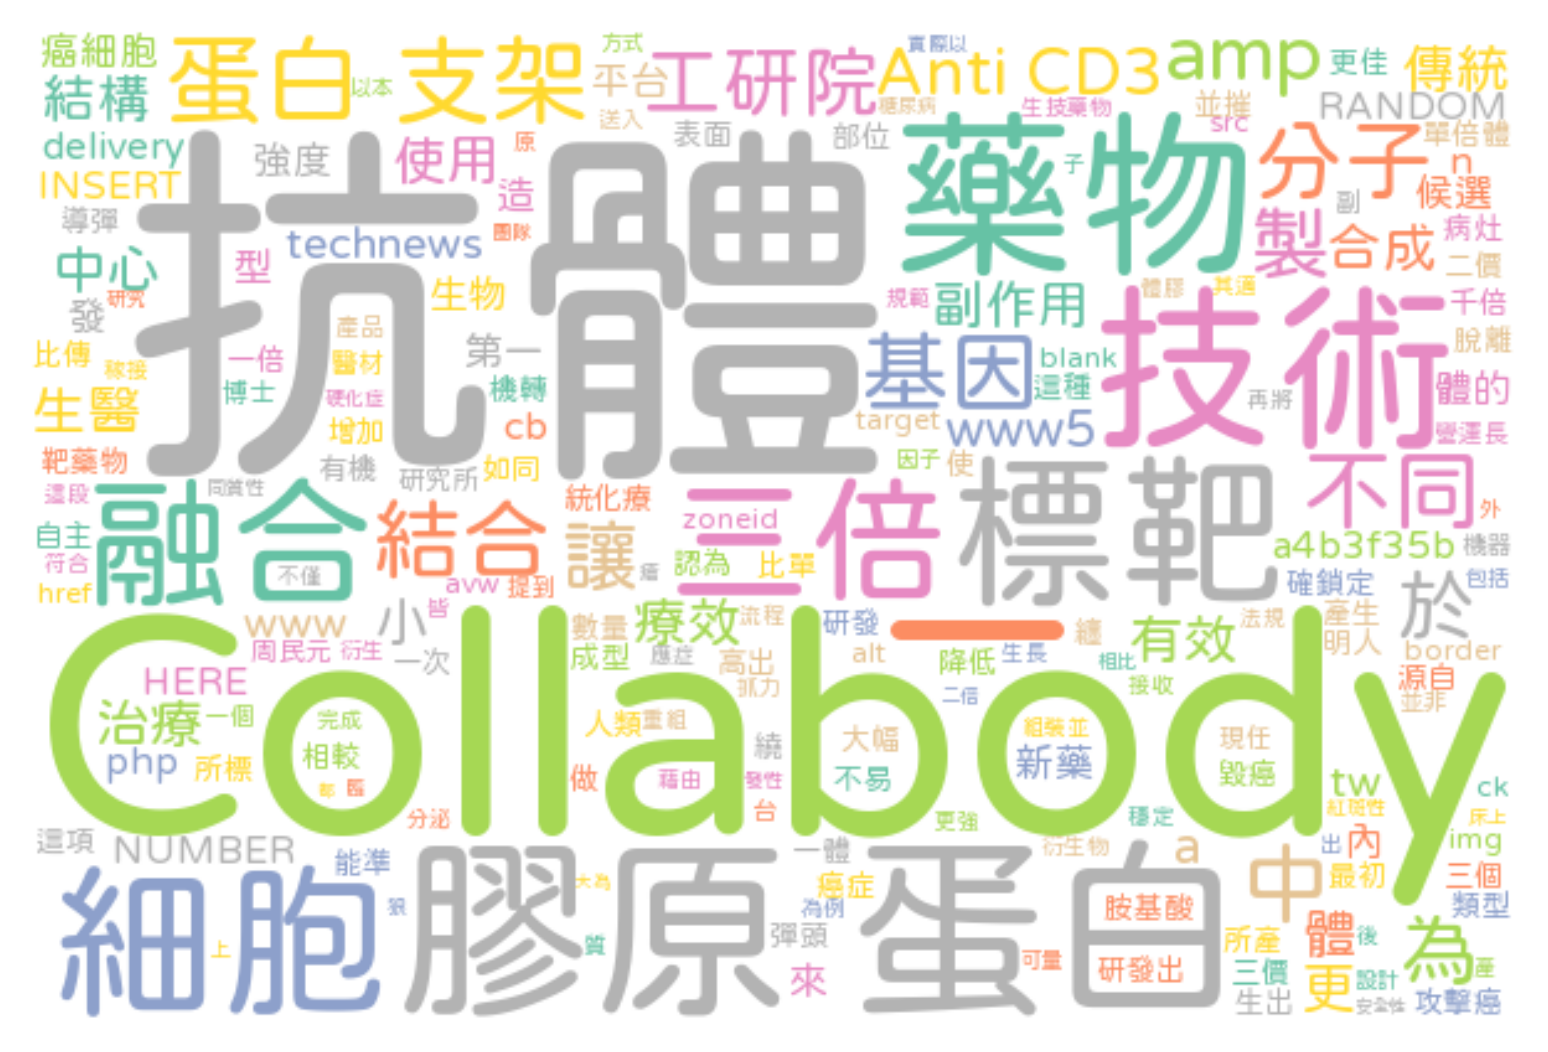 癌細胞
蛋白支架
以本
方式
平台
工研院
實際以
Anti CD3
amp
更佳
傳統
結構
送入
糖尿病
生技藥物
並摧
src
RANDOM
delivery
強度
使用
原
表面
部位
藥物
子
分子
單倍體
n
INSERT
抗體
造
候選
導彈
technews
團隊
副
製
合成
病灶
二價
中心
型
生物
規範
副作用
體膠
其適
技術
千倍
研究
發
產品
第一
基因
blank
脫離
比傳
稼接
一倍
醫材
機轉
這種
體的
博士
硬化症
再將
生醫
增加
cb
target
www5
變運長
靶藥物
有機
研究所
如同
因子
使
標靶
不同
這段
同質性
融合
結合
統化療
三倍
zoneid
外
自主
讓
a4b3f35b
機器
符合
不僅
avw
提到
認為
比單
確鎖定
包括
href
小
皆
數量
療效
流程
研發
一
纏
有效
法規
產生
於
www
周民元
衍生
一次
成型
應症
高出
抓力
alt
降低
生長
相比
接收
明人
border
源自
並非
Collabody
HERE
治療
一個
完成
人類
重組
二倍
組裝並
現任
php
所標
相較
繞
大幅
新藥
毀癌
都
做
藉由
發性
不易
tw
ck
分泌
台
更強
穩定
紅斑性
床上
這項
NUMBER
能準
一體
衍生物
a
出
內
img
細胞
膠原蛋白
大為
癌症
為例
胺基酸
中
最初
三個
類型
狼
上
質
彈頭
體
後
所產
為
產
來
可量
研發出
三價
更
設計
生出
安全性
攻擊癌